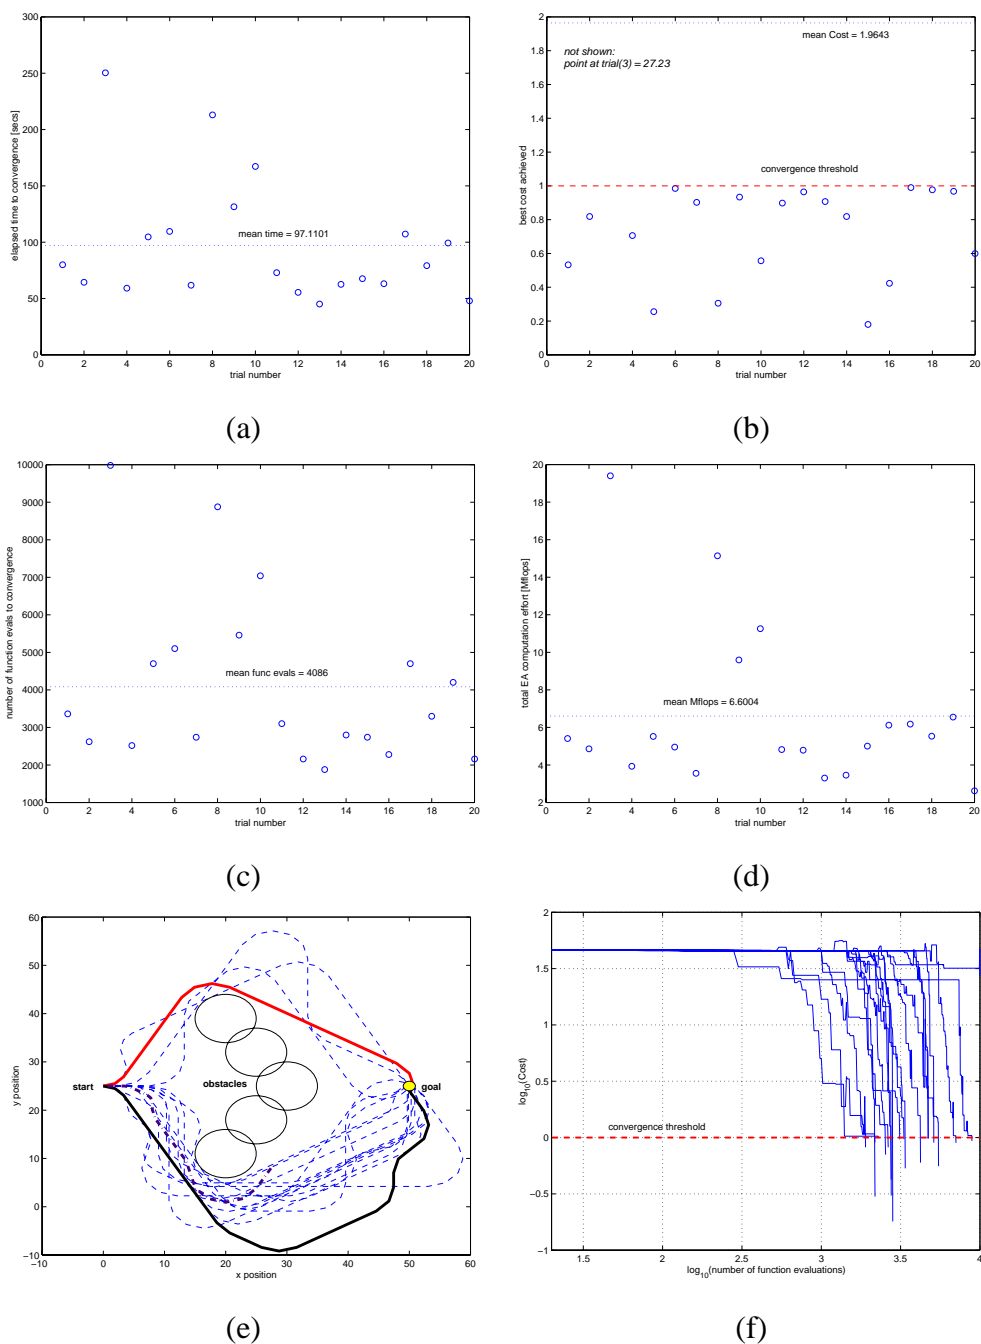 300
250
200
150
100
50
0
elapsed time to convergence [secs]
mean time = 97.1101
0 2 4 6 8 10 12 14 16 18 20
trial number
(a)
2
1.8
1.6
1.4
1.2
1
0.8
0.6
0.4
0.2
0
best cost achieved
mean Cost = 1.9643
not shown:
point at trial(3) = 27.23
convergence threshold
0 2 4 6 8 10 12 14 16 18 20
trial number
(b)
10000
9000
8000
7000
6000
5000
4000
3000
2000
1000
number of function evals to convergence
mean func evals = 4086
0 2 4 6 8 10 12 14 16 18 20
trial number
(c)
20
18
16
14
12
10
8
6
4
2
total EA computation effort [Mflops]
mean Mflops = 6.6004
0 2 4 6 8 10 12 14 16 18 20
trial number
(d)
60
50
40
30
20
10
0
−10
y position
start
obstacles
goal
−10 0 10 20 30 40 50 60
x position
(e)
2
1.5
1
0.5
0
−0.5
−1
log10(Cost)
convergence threshold
1.5 2 2.5 3 3.5 4
log10(number of function evaluations)
(f)